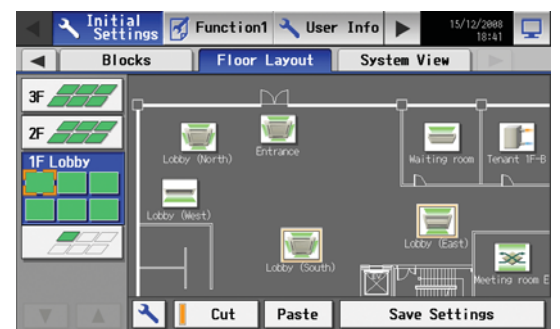 Initial
Settings
Function1
User Info
15/12/2008
18:41
Blocks
Floor Layout
System View
3F
2F
1F Lobby
Lobby (North)
Entrance
Waiting room
Tenant 1F-B
Lobby (West)
Lobby (South)
Lobby (East)
Meeting room E
Cut
Paste
Save Settings